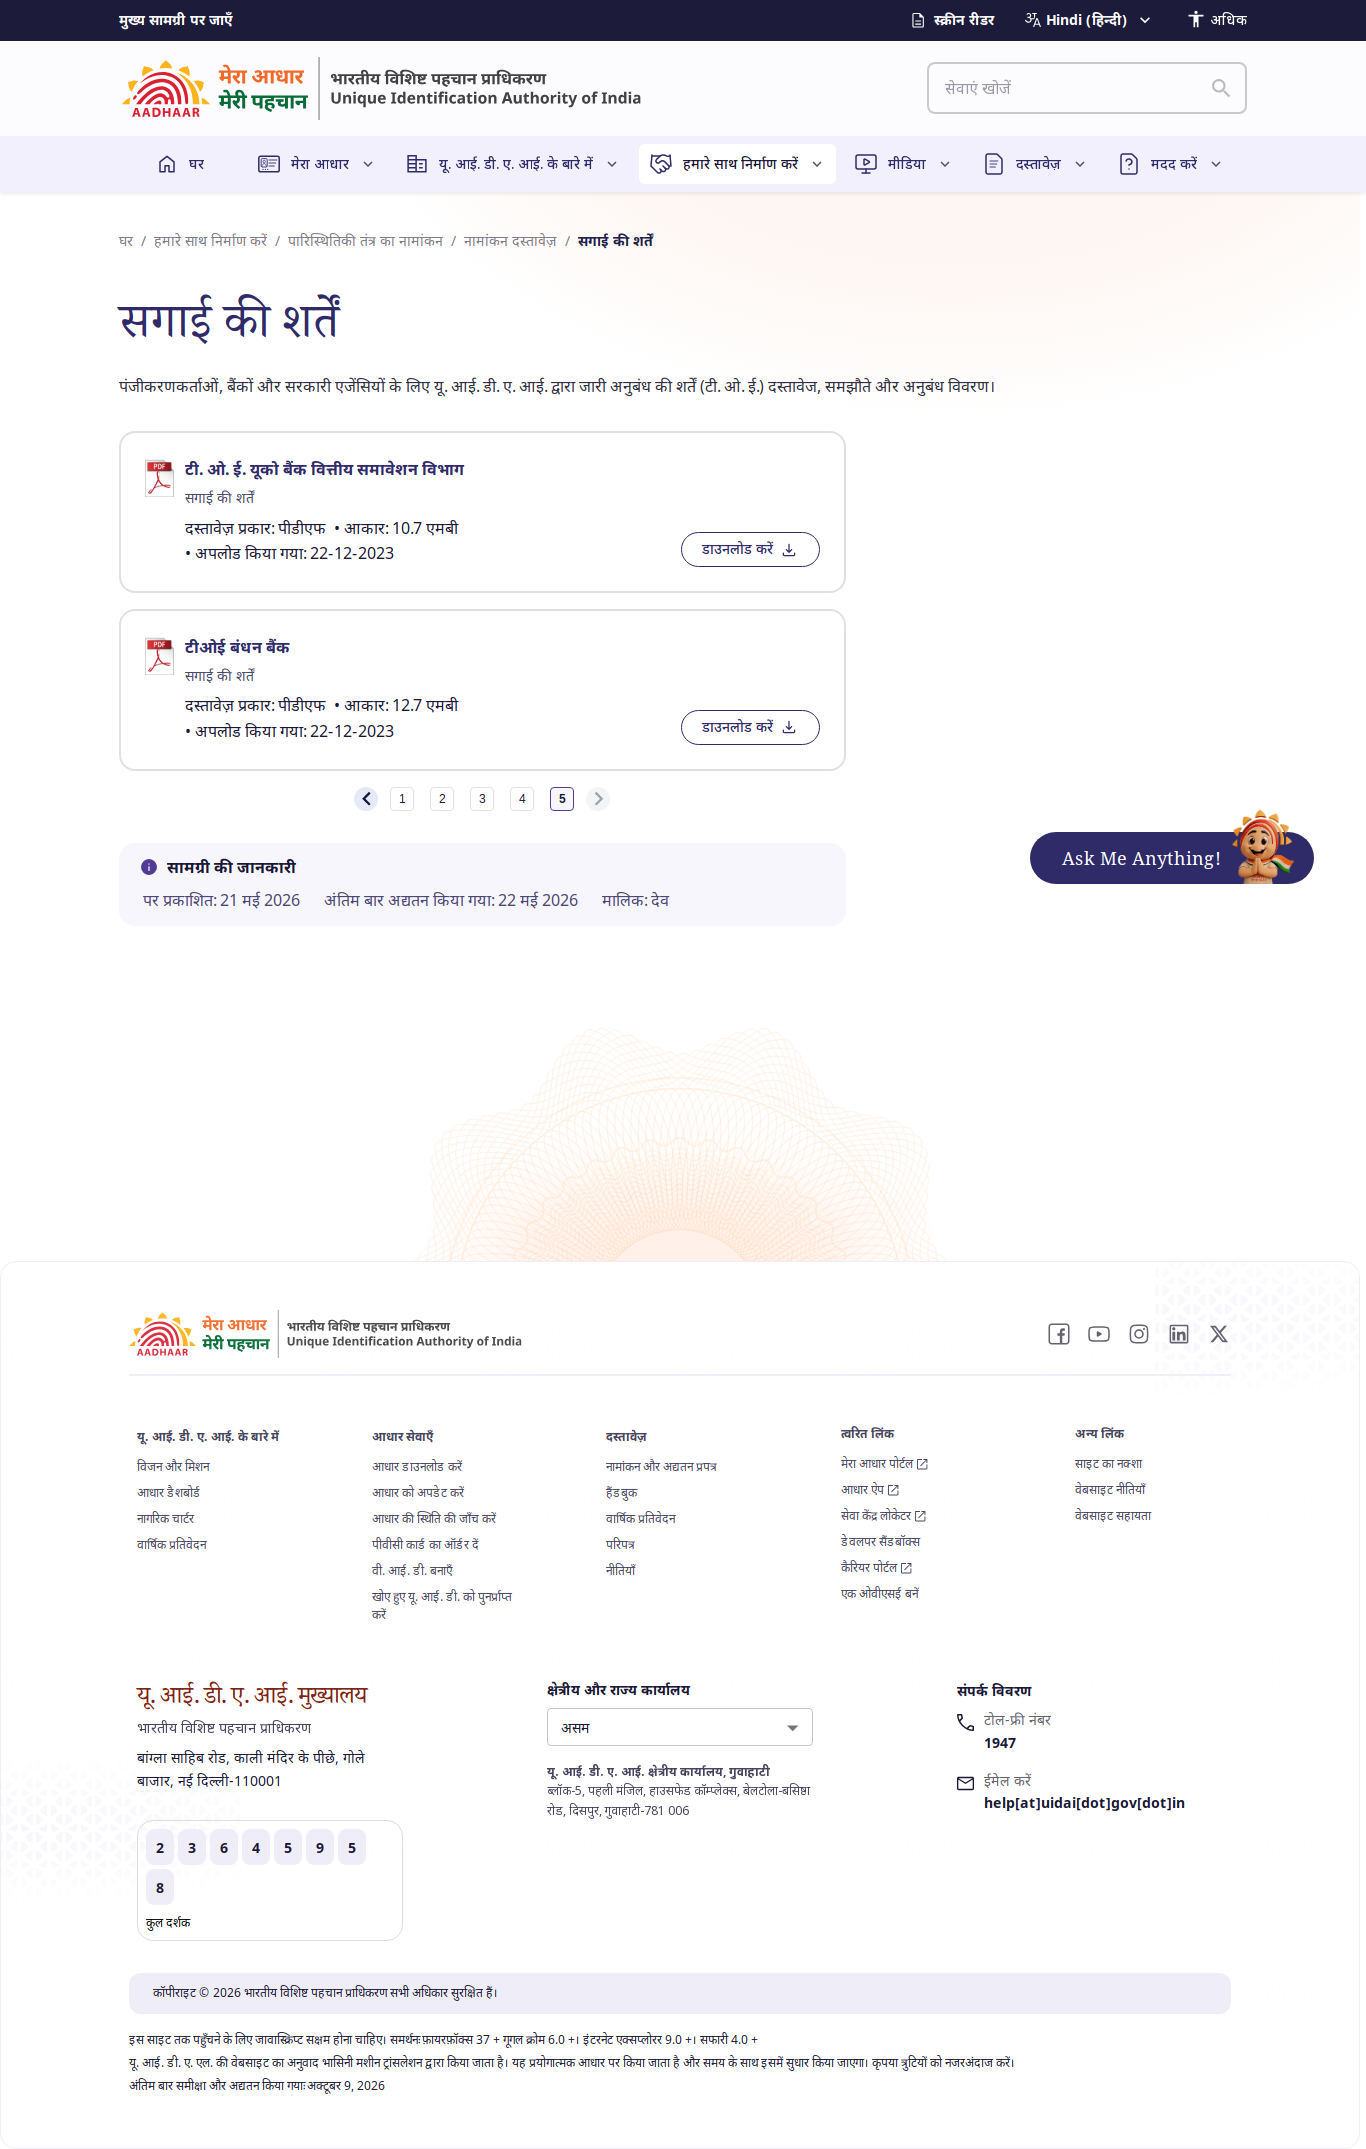 मुख्य सामग्री पर जाएँ
स्क्रीन रीडर
Hindi (हिन्दी)
अधिक
मेरा आधार
मेरी पहचान
AADHAAR
भारतीय विशिष्ट पहचान प्राधिकरण
Unique Identification Authority of India
सेवाएं खोजें
घर
मेरा आधार
यू. आई. डी. ए. आई. के बारे में
हमारे साथ निर्माण करें
मीडिया
दस्तावेज़
मदद करें
घर / हमारे साथ निर्माण करें / पारिस्थितिकी तंत्र का नामांकन / नामांकन दस्तावेज़ / सगाई की शर्तें
सगाई की शर्तें
पंजीकरणकर्ताओं, बैंकों और सरकारी एजेंसियों के लिए यू. आई. डी. ए. आई. द्वारा जारी अनुबंध की शर्तें (टी. ओ. ई.) दस्तावेज, समझौते और अनुबंध विवरण।
PDF
टी. ओ. ई. यूको बैंक वित्तीय समावेशन विभाग
सगाई की शर्तें
दस्तावेज़ प्रकार: पीडीएफ • आकार: 10.7 एमबी
• अपलोड किया गया: 22-12-2023
डाउनलोड करें
PDF
टीओई बंधन बैंक
सगाई की शर्तें
दस्तावेज़ प्रकार: पीडीएफ • आकार: 12.7 एमबी
• अपलोड किया गया: 22-12-2023
डाउनलोड करें
1 2 3 4 5
सामग्री की जानकारी
पर प्रकाशित: 21 मई 2026 अंतिम बार अद्यतन किया गया: 22 मई 2026 मालिक: देव
Ask Me Anything!
मेरा आधार
मेरी पहचान
AADHAAR
भारतीय विशिष्ट पहचान प्राधिकरण
Unique Identification Authority of India
यू. आई. डी. ए. आई. के बारे में
विजन और मिशन
आधार डैशबोर्ड
नागरिक चार्टर
वार्षिक प्रतिवेदन
आधार सेवाएँ
आधार डाउनलोड करें
आधार को अपडेट करें
आधार की स्थिति की जाँच करें
पीवीसी कार्ड का ऑर्डर दें
वी. आई. डी. बनाएँ
खोए हुए यू. आई. डी. को पुनर्प्राप्त
करें
दस्तावेज़
नामांकन और अद्यतन प्रपत्र
हैंडबुक
वार्षिक प्रतिवेदन
परिपत्र
नीतियाँ
त्वरित लिंक
मेरा आधार पोर्टल
आधार ऐप
सेवा केंद्र लोकेटर
डेवलपर सैंडबॉक्स
कैरियर पोर्टल
एक ओवीएसई बनें
अन्य लिंक
साइट का नक्शा
वेबसाइट नीतियाँ
वेबसाइट सहायता
यू. आई. डी. ए. आई. मुख्यालय
भारतीय विशिष्ट पहचान प्राधिकरण
बांग्ला साहिब रोड, काली मंदिर के पीछे, गोले
बाजार, नई दिल्ली-110001
2 3 6 4 5 9 5
8
कुल दर्शक
क्षेत्रीय और राज्य कार्यालय
असम
यू. आई. डी. ए. आई. क्षेत्रीय कार्यालय, गुवाहाटी
ब्लॉक-5, पहली मंजिल, हाउसफेड कॉम्प्लेक्स, बेलटोला-बसिष्ठा
रोड, दिसपुर, गुवाहाटी-781 006
संपर्क विवरण
टोल-फ्री नंबर
1947
ईमेल करें
help[at]uidai[dot]gov[dot]in
कॉपीराइट © 2026 भारतीय विशिष्ट पहचान प्राधिकरण सभी अधिकार सुरक्षित हैं।
इस साइट तक पहुँचने के लिए जावास्क्रिप्ट सक्षम होना चाहिए। समर्थनः फ़ायरफ़ॉक्स 37 + गूगल क्रोम 6.0 +। इंटरनेट एक्सप्लोरर 9.0 +। सफारी 4.0 +
यू. आई. डी. ए. एल. की वेबसाइट का अनुवाद भासिनी मशीन ट्रांसलेशन द्वारा किया जाता है। यह प्रयोगात्मक आधार पर किया जाता है और समय के साथ इसमें सुधार किया जाएगा। कृपया त्रुटियों को नजरअंदाज करें।
अंतिम बार समीक्षा और अद्यतन किया गयाः अक्टूबर 9, 2026